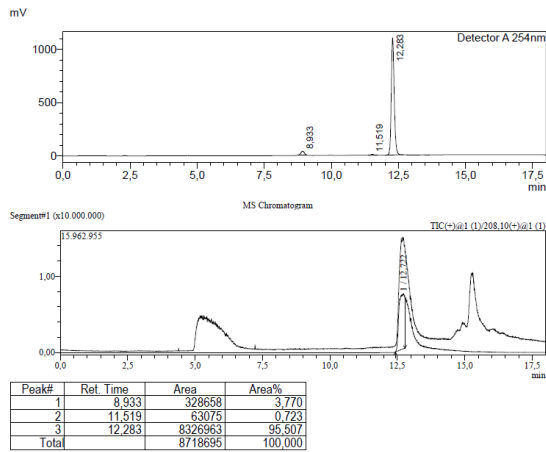 mV
Detector A 254nm
1000
500
0
8,933
11,519
12,283
0,0 2,5 5,0 7,5 10,0 12,5 15,0 17,5
min
MS Chromatogram
Segment#1 (x10.000.000)
TIC(+)@1 (1)/208,10(+)@1 (1)
15.962.955
1,00
0,00
1 / 12,722
0,0 2,5 5,0 7,5 10,0 12,5 15,0 17,5
min
Peak# Ret. Time Area Area%
1 8,933 328658 3,770
2 11,519 63075 0,723
3 12,283 8326963 95,507
Total 8718695 100,000